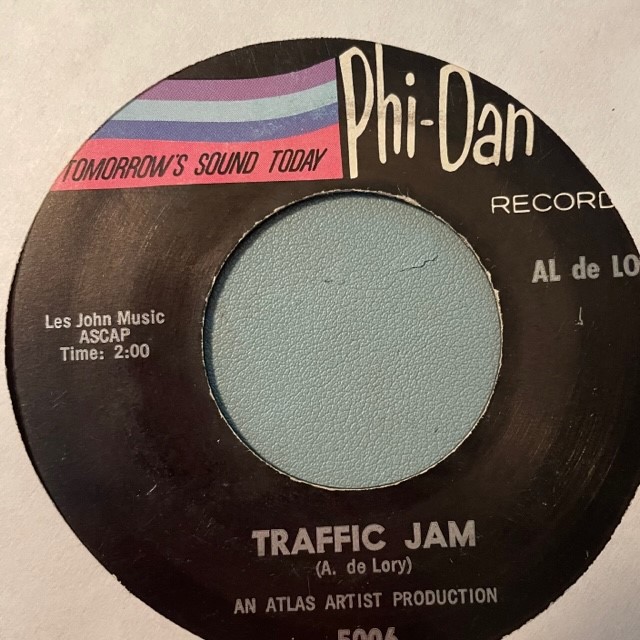 TOMORROW'S SOUND TODAY
Phi-Dan
RECORD
AL de LO
Les John Music
ASCAP
Time: 2:00
TRAFFIC JAM
(A. de Lory)
AN ATLAS ARTIST PRODUCTION
5006